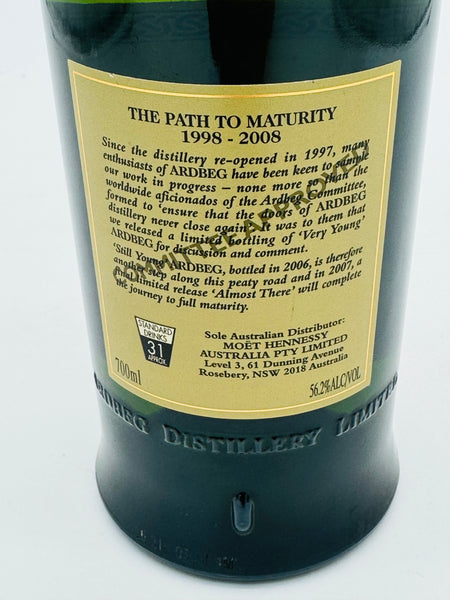 THE PATH TO MATURITY
1998 - 2008
Since the distillery re-opened in 1997, many
enthusiasts of ARDBEG have been keen to sample
our work in progress – none more so than the
worldwide aficionados of the Ardbeg Committee,
formed to 'ensure that the doors of ARDBEG
distillery never close again'. It was to them that
we released a limited bottling of 'Very Young'
ARDBEG for discussion and comment.
'Still Young' ARDBEG, bottled in 2006, is therefore
another step along this peaty road and in 2007, a
final limited release 'Almost There' will complete
the journey to full maturity.
COMMITTEE APPROVED
STANDARD
DRINKS
31
APPROX.
700ml
Sole Australian Distributor:
MOËT HENNESSY
AUSTRALIA PTY LIMITED
Level 3, 61 Dunning Avenue
Rosebery, NSW 2018 Australia
56.2%ALC/VOL
ARDBEG DISTILLERY LIMITED